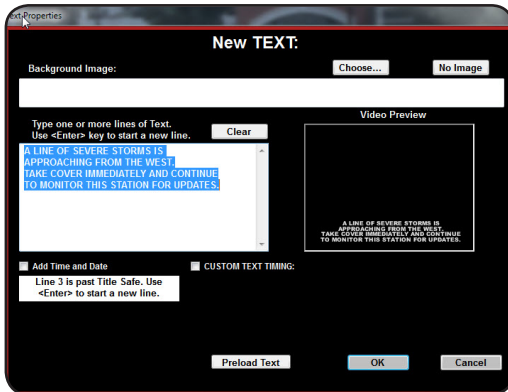 ext Properties
New TEXT:
Background Image:
Choose...
No Image
Type one or more lines of Text.
Use <Enter> key to start a new line.
Clear
Video Preview
A LINE OF SEVERE STORMS IS
APPROACHING FROM THE WEST.
TAKE COVER IMMEDIATELY AND CONTINUE
TO MONITOR THIS STATION FOR UPDATES.
A LINE OF SEVERE STORMS IS
APPROACHING FROM THE WEST.
TAKE COVER IMMEDIATELY AND CONTINUE
TO MONITOR THIS STATION FOR UPDATES.
Add Time and Date
CUSTOM TEXT TIMING:
Line 3 is past Title Safe. Use
<Enter> to start a new line.
Preload Text
OK
Cancel